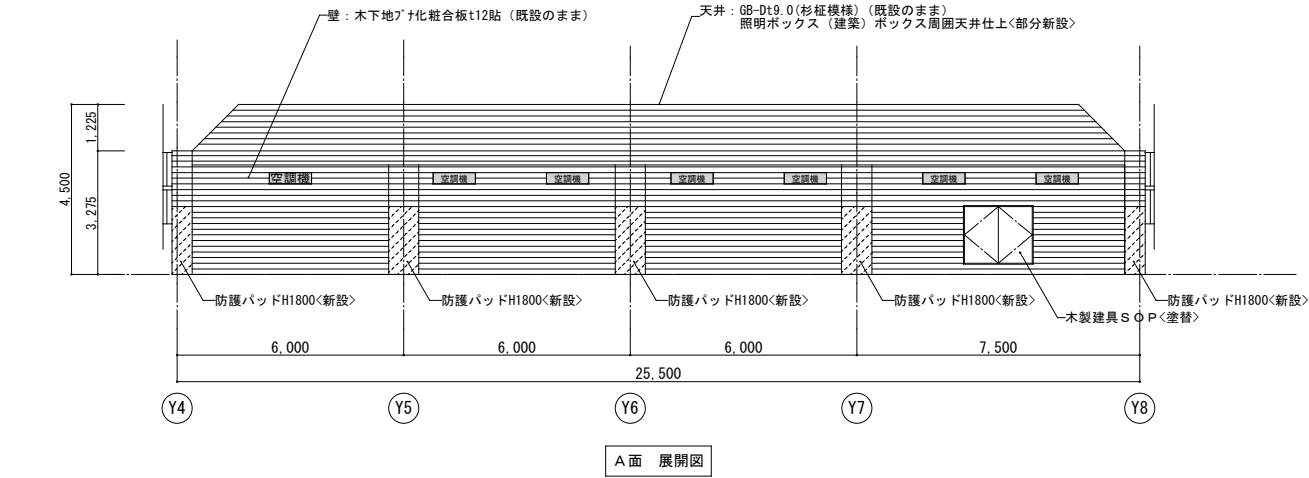 壁：木下地ﾌﾞﾅ化粧合板t12貼（既設のまま）
天井：GB-Dt9.0(杉柾模様)（既設のまま）
照明ボックス（建築）ボックス周囲天井仕上<部分新設>
1,225
4,500
3,275
空調機
空調機
空調機
空調機
空調機
空調機
空調機
防護パッドH1800<新設>
防護パッドH1800<新設>
防護パッドH1800<新設>
防護パッドH1800<新設>
防護パッドH1800<新設>
木製建具ＳＯＰ<塗替>
6,000
6,000
6,000
7,500
25,500
Y4
Y5
Y6
Y7
Y8
Ａ面　展開図